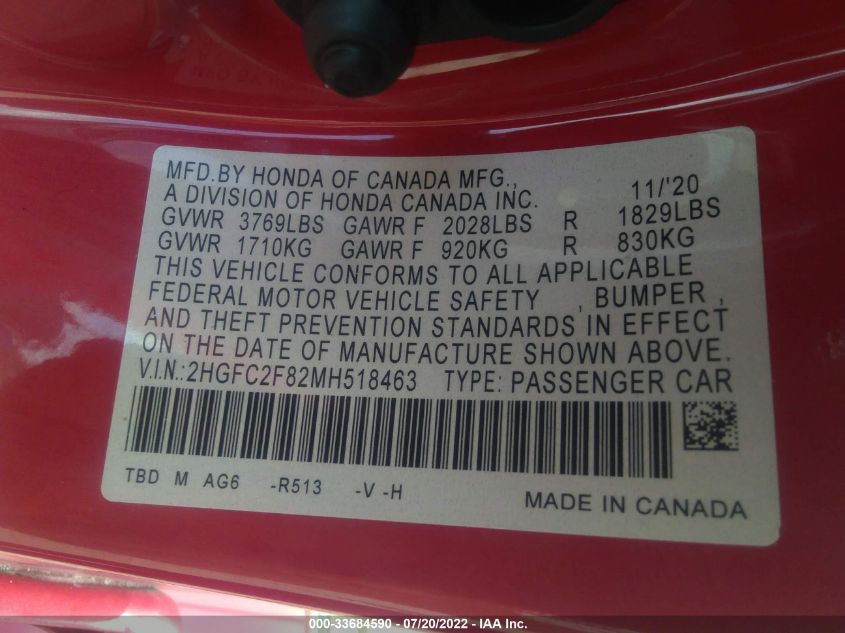 MFD.BY HONDA OF CANADA MFG.,
A DIVISION OF HONDA CANADA INC. 11/'20
GVWR 3769LBS GAWR F 2028LBS R 1829LBS
GVWR 1710KG GAWR F 920KG R 830KG
THIS VEHICLE CONFORMS TO ALL APPLICABLE
FEDERAL MOTOR VEHICLE SAFETY , BUMPER ,
AND THEFT PREVENTION STANDARDS IN EFFECT
ON THE DATE OF MANUFACTURE SHOWN ABOVE.
V.I.N.:2HGFC2F82MH518463 TYPE: PASSENGER CAR
TBD M AG6 -R513 -V -H
MADE IN CANADA
000-33684590 - 07/20/2022 - IAA Inc.